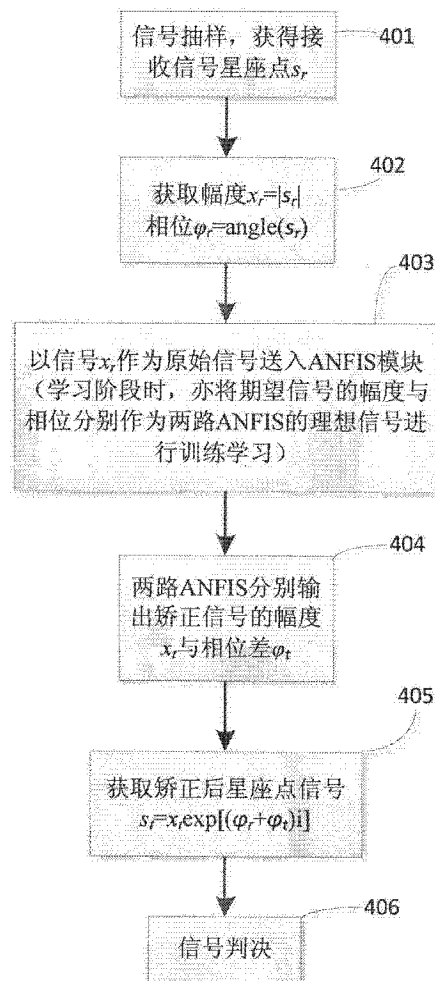 信号抽样，获得接
收信号星座点sᵣ
401
获取幅度xᵣ=|sᵣ|
相位φᵣ=angle(sᵣ)
402
403
以信号xᵣ作为原始信号送入ANFIS模块
（学习阶段时，亦将期望信号的幅度与
相位分别作为两路ANFIS的理想信号进
行训练学习）
404
两路ANFIS分别输
出矫正信号的幅度
xₜ与相位差φₜ
405
获取矫正后星座点信号
sₜ=xₜexp[(φᵣ+φₜ)i]
406
信号判决